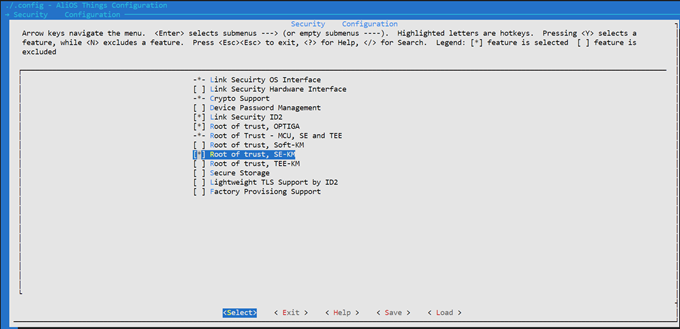 ./.config - AliOS Things Configuration
→ Security    Configuration
Security    Configuration
Arrow keys navigate the menu.  <Enter> selects submenus ---> (or empty submenus ----).  Highlighted letters are hotkeys.  Pressing <Y> selects a
feature, while <N> excludes a feature.  Press <Esc><Esc> to exit, <?> for Help, </> for Search.  Legend: [*] feature is selected  [ ] feature is
excluded
-*- Link Secuirty OS Interface
[ ] Link Security Hardware Interface
-*- Crypto Support
[ ] Device Password Management
[*] Link Security ID2
[*] Root of trust, OPTIGA
-*- Root of Trust - MCU, SE and TEE
[ ] Root of trust, Soft-KM
[*] Root of trust, SE-KM
[ ] Root of trust, TEE-KM
[ ] Secure Storage
[ ] Lightweight TLS Support by ID2
[ ] Factory Provisiong Support
<Select>    < Exit >    < Help >    < Save >    < Load >